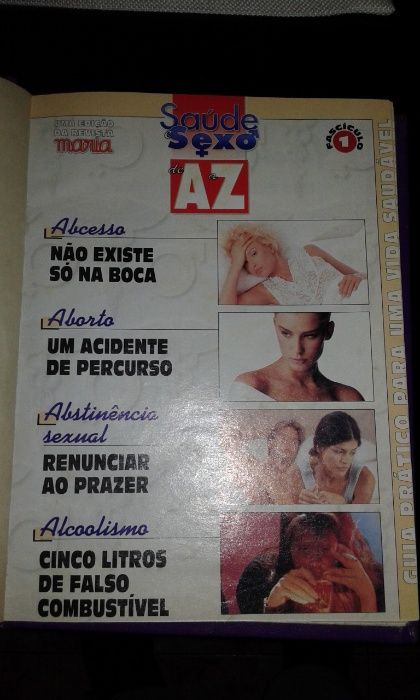 UMA EDIÇÃO
DA REVISTA
maria
Saúde
e Sexo
de A a Z
FASCÍCULO
1
Abcesso
NÃO EXISTE
SÓ NA BOCA
Aborto
UM ACIDENTE
DE PERCURSO
Abstinência
sexual
RENUNCIAR
AO PRAZER
Alcoolismo
CINCO LITROS
DE FALSO
COMBUSTÍVEL
GUIA PRÁTICO PARA UMA VIDA SAUDÁVEL